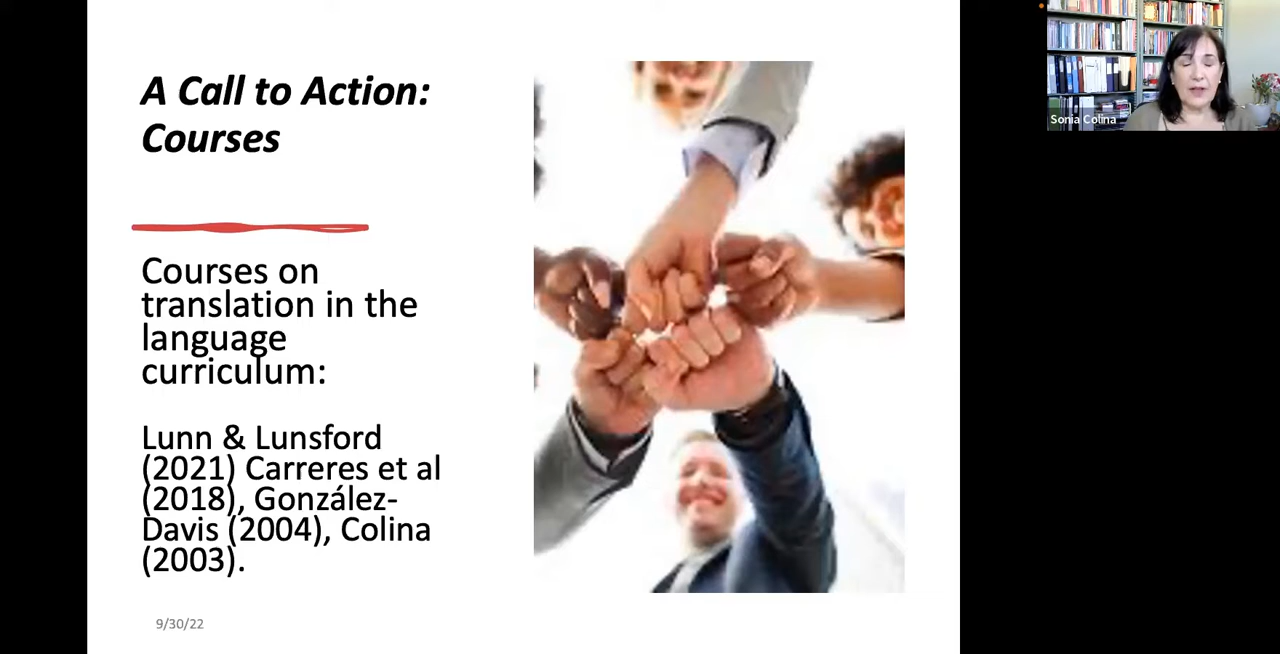 A Call to Action:
Courses
Courses on
translation in the
language
curriculum:
Lunn & Lunsford
(2021) Carreres et al
(2018), González-
Davis (2004), Colina
(2003).
9/30/22
Sonia Colina